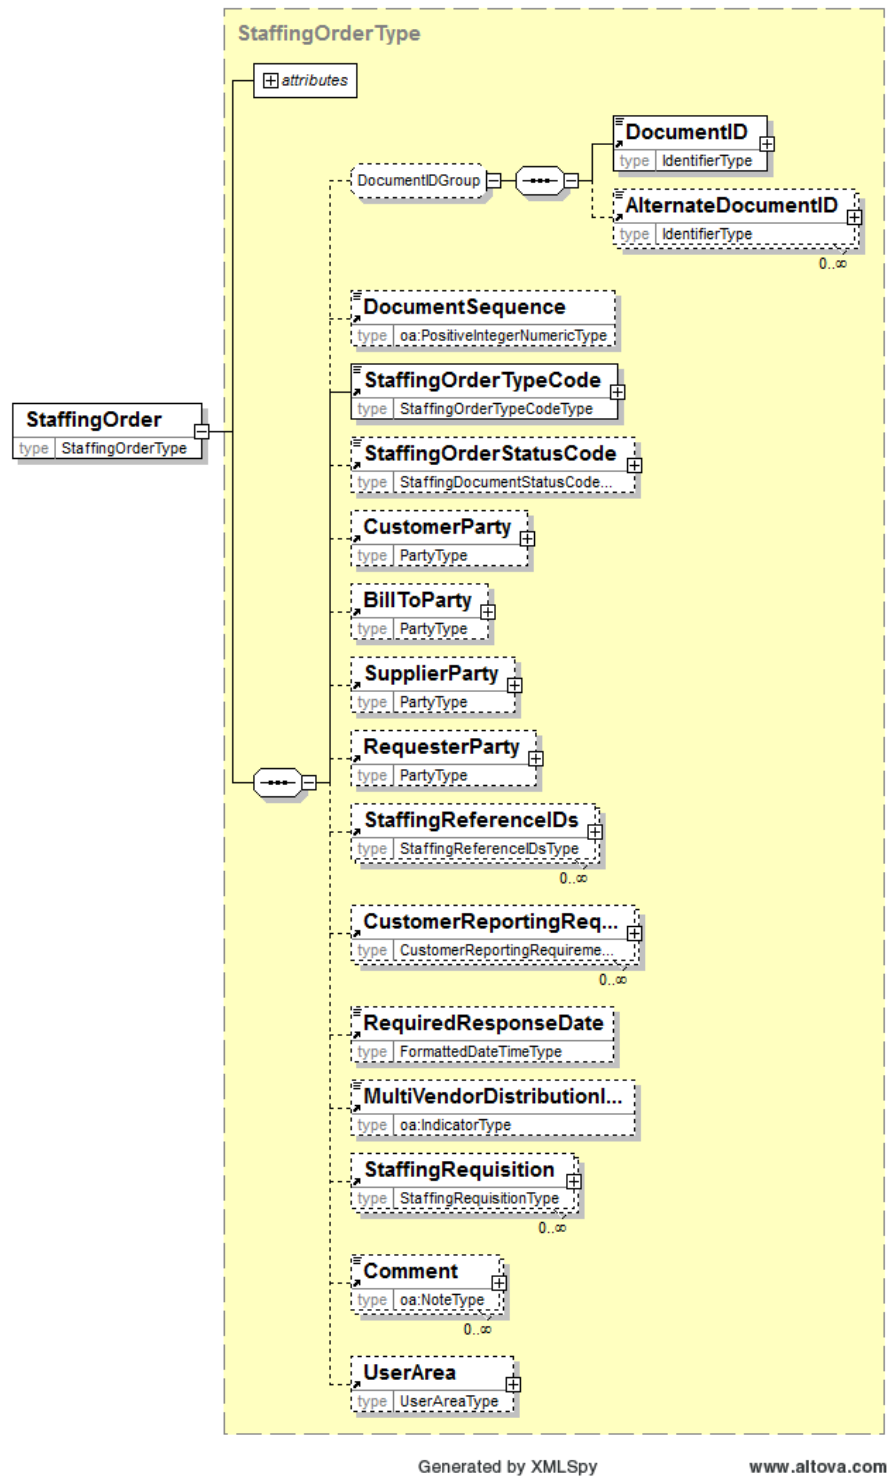 StaffingOrderType
attributes
DocumentID
type IdentifierType
DocumentIDGroup
AlternateDocumentID
type IdentifierType
0..∞
DocumentSequence
type oa:PositiveIntegerNumericType
StaffingOrderTypeCode
type StaffingOrderTypeCodeType
StaffingOrder
type StaffingOrderType
StaffingOrderStatusCode
type StaffingDocumentStatusCode...
CustomerParty
type PartyType
BillToParty
type PartyType
SupplierParty
type PartyType
RequesterParty
type PartyType
StaffingReferenceIDs
type StaffingReferenceIDsType
0..∞
CustomerReportingReq...
type CustomerReportingRequireme...
0..∞
RequiredResponseDate
type FormattedDateTimeType
MultiVendorDistributionI...
type oa:IndicatorType
StaffingRequisition
type StaffingRequisitionType
0..∞
Comment
type oa:NoteType
0..∞
UserArea
type UserAreaType
Generated by XMLSpy www.altova.com